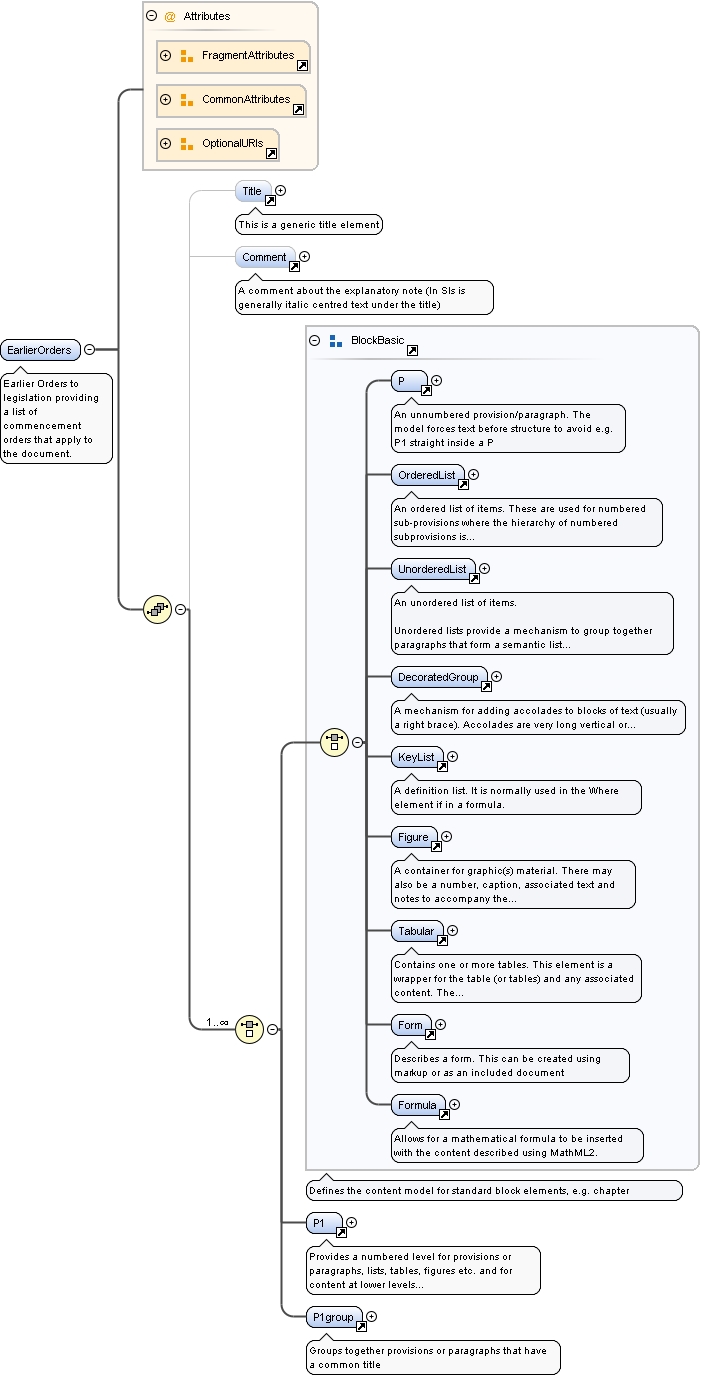 @ Attributes
FragmentAttributes
CommonAttributes
OptionalURIs
Title
This is a generic title element
Comment
A comment about the explanatory note (In SIs is
generally italic centred text under the title)
EarlierOrders
Earlier Orders to
legislation providing
a list of
commencement
orders that apply to
the document.
BlockBasic
P
An unnumbered provision/paragraph. The
model forces text before structure to avoid e.g.
P1 straight inside a P
OrderedList
An ordered list of items. These are used for numbered
sub-provisions where the hierarchy of numbered
subprovisions is...
UnorderedList
An unordered list of items.
Unordered lists provide a mechanism to group together
paragraphs that form a semantic list...
DecoratedGroup
A mechanism for adding accolades to blocks of text (usually
a right brace). Accolades are very long vertical or...
KeyList
A definition list. It is normally used in the Where
element if in a formula.
Figure
A container for graphic(s) material. There may
also be a number, caption, associated text and
notes to accompany the...
Tabular
Contains one or more tables. This element is a
wrapper for the table (or tables) and any associated
content. The...
1..∞
Form
Describes a form. This can be created using
markup or as an included document
Formula
Allows for a mathematical formula to be inserted
with the content described using MathML2.
Defines the content model for standard block elements, e.g. chapter
P1
Provides a numbered level for provisions or
paragraphs, lists, tables, figures etc. and for
content at lower levels...
P1group
Groups together provisions or paragraphs that have
a common title